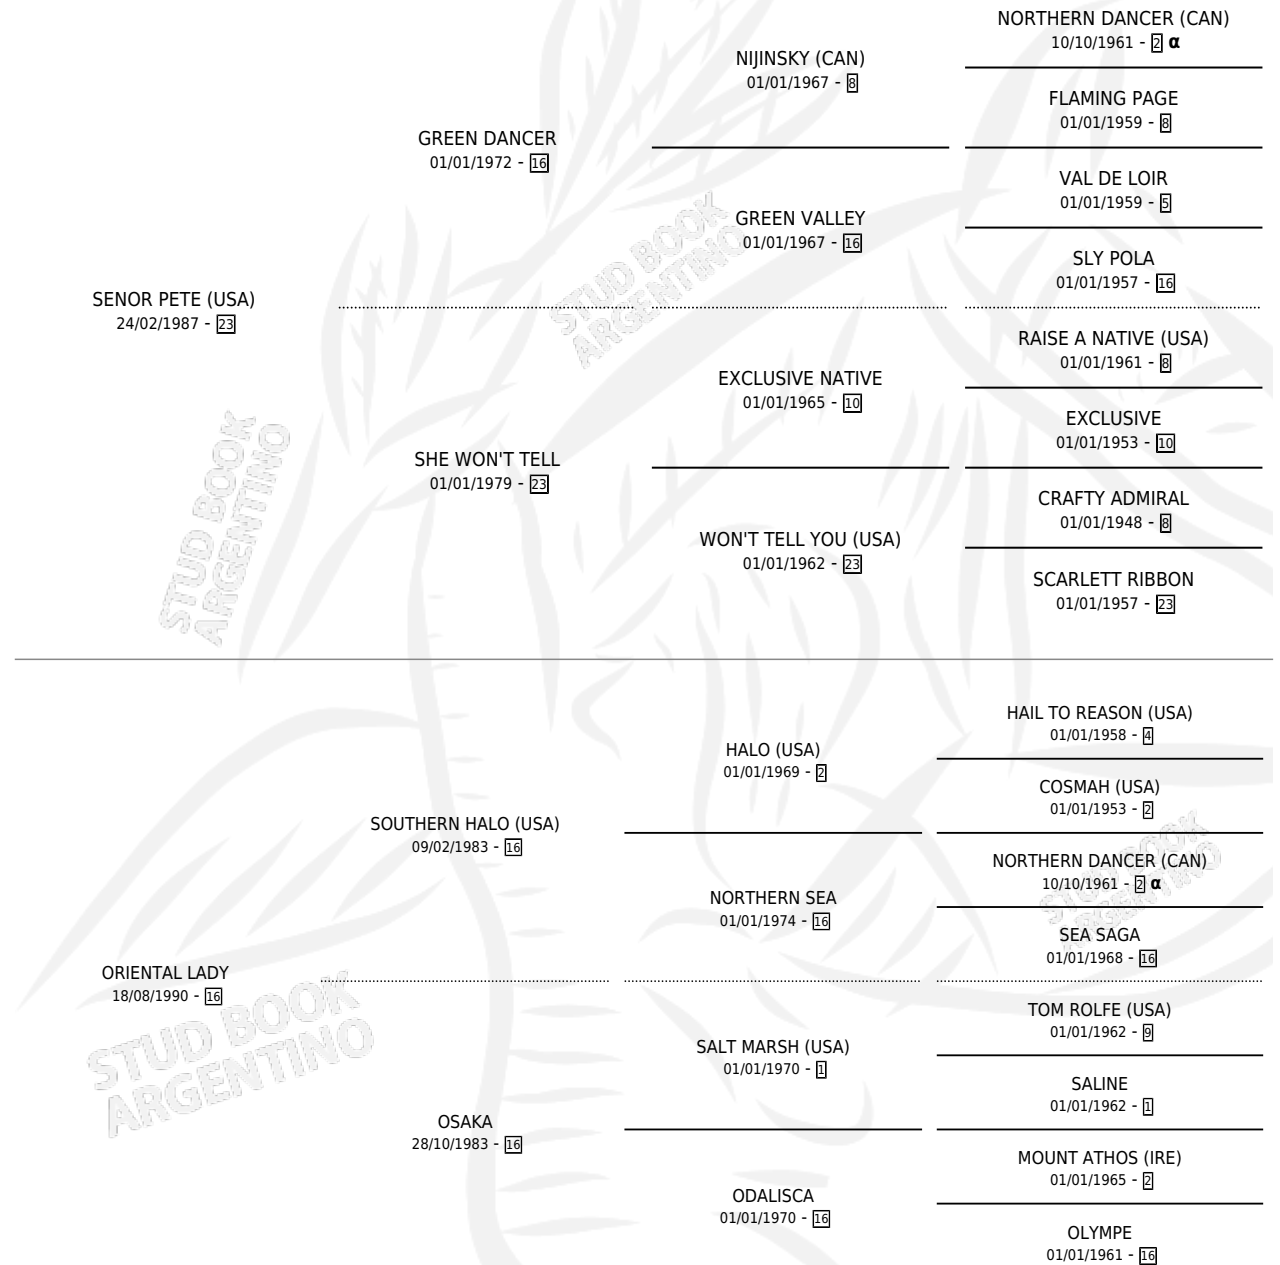 NORTHERN DANCER (CAN)
10/10/1961 - 2 α
NIJINSKY (CAN)
01/01/1967 - 8
FLAMING PAGE
01/01/1959 - 8
GREEN DANCER
01/01/1972 - 16
VAL DE LOIR
01/01/1959 - 5
GREEN VALLEY
01/01/1967 - 16
SLY POLA
01/01/1957 - 16
STUD BOOK
ARGENTINO
SENOR PETE (USA)
24/02/1987 - 23
RAISE A NATIVE (USA)
01/01/1961 - 8
EXCLUSIVE NATIVE
01/01/1965 - 10
EXCLUSIVE
01/01/1953 - 10
SHE WON'T TELL
01/01/1979 - 23
CRAFTY ADMIRAL
01/01/1948 - 8
WON'T TELL YOU (USA)
01/01/1962 - 23
SCARLETT RIBBON
01/01/1957 - 23
STUD BOOK
ARGENTINO
HAIL TO REASON (USA)
01/01/1958 - 4
HALO (USA)
01/01/1969 - 2
COSMAH (USA)
01/01/1953 - 2
SOUTHERN HALO (USA)
09/02/1983 - 16
NORTHERN DANCER (CAN)
10/10/1961 - 2 α
STUD BOOK
ARGENTINO
NORTHERN SEA
01/01/1974 - 16
SEA SAGA
01/01/1968 - 16
ORIENTAL LADY
18/08/1990 - 16
TOM ROLFE (USA)
01/01/1962 - 9
SALT MARSH (USA)
01/01/1970 - 1
SALINE
01/01/1962 - 1
STUD BOOK
ARGENTINO
OSAKA
28/10/1983 - 16
MOUNT ATHOS (IRE)
01/01/1965 - 2
ODALISCA
01/01/1970 - 16
OLYMPE
01/01/1961 - 16